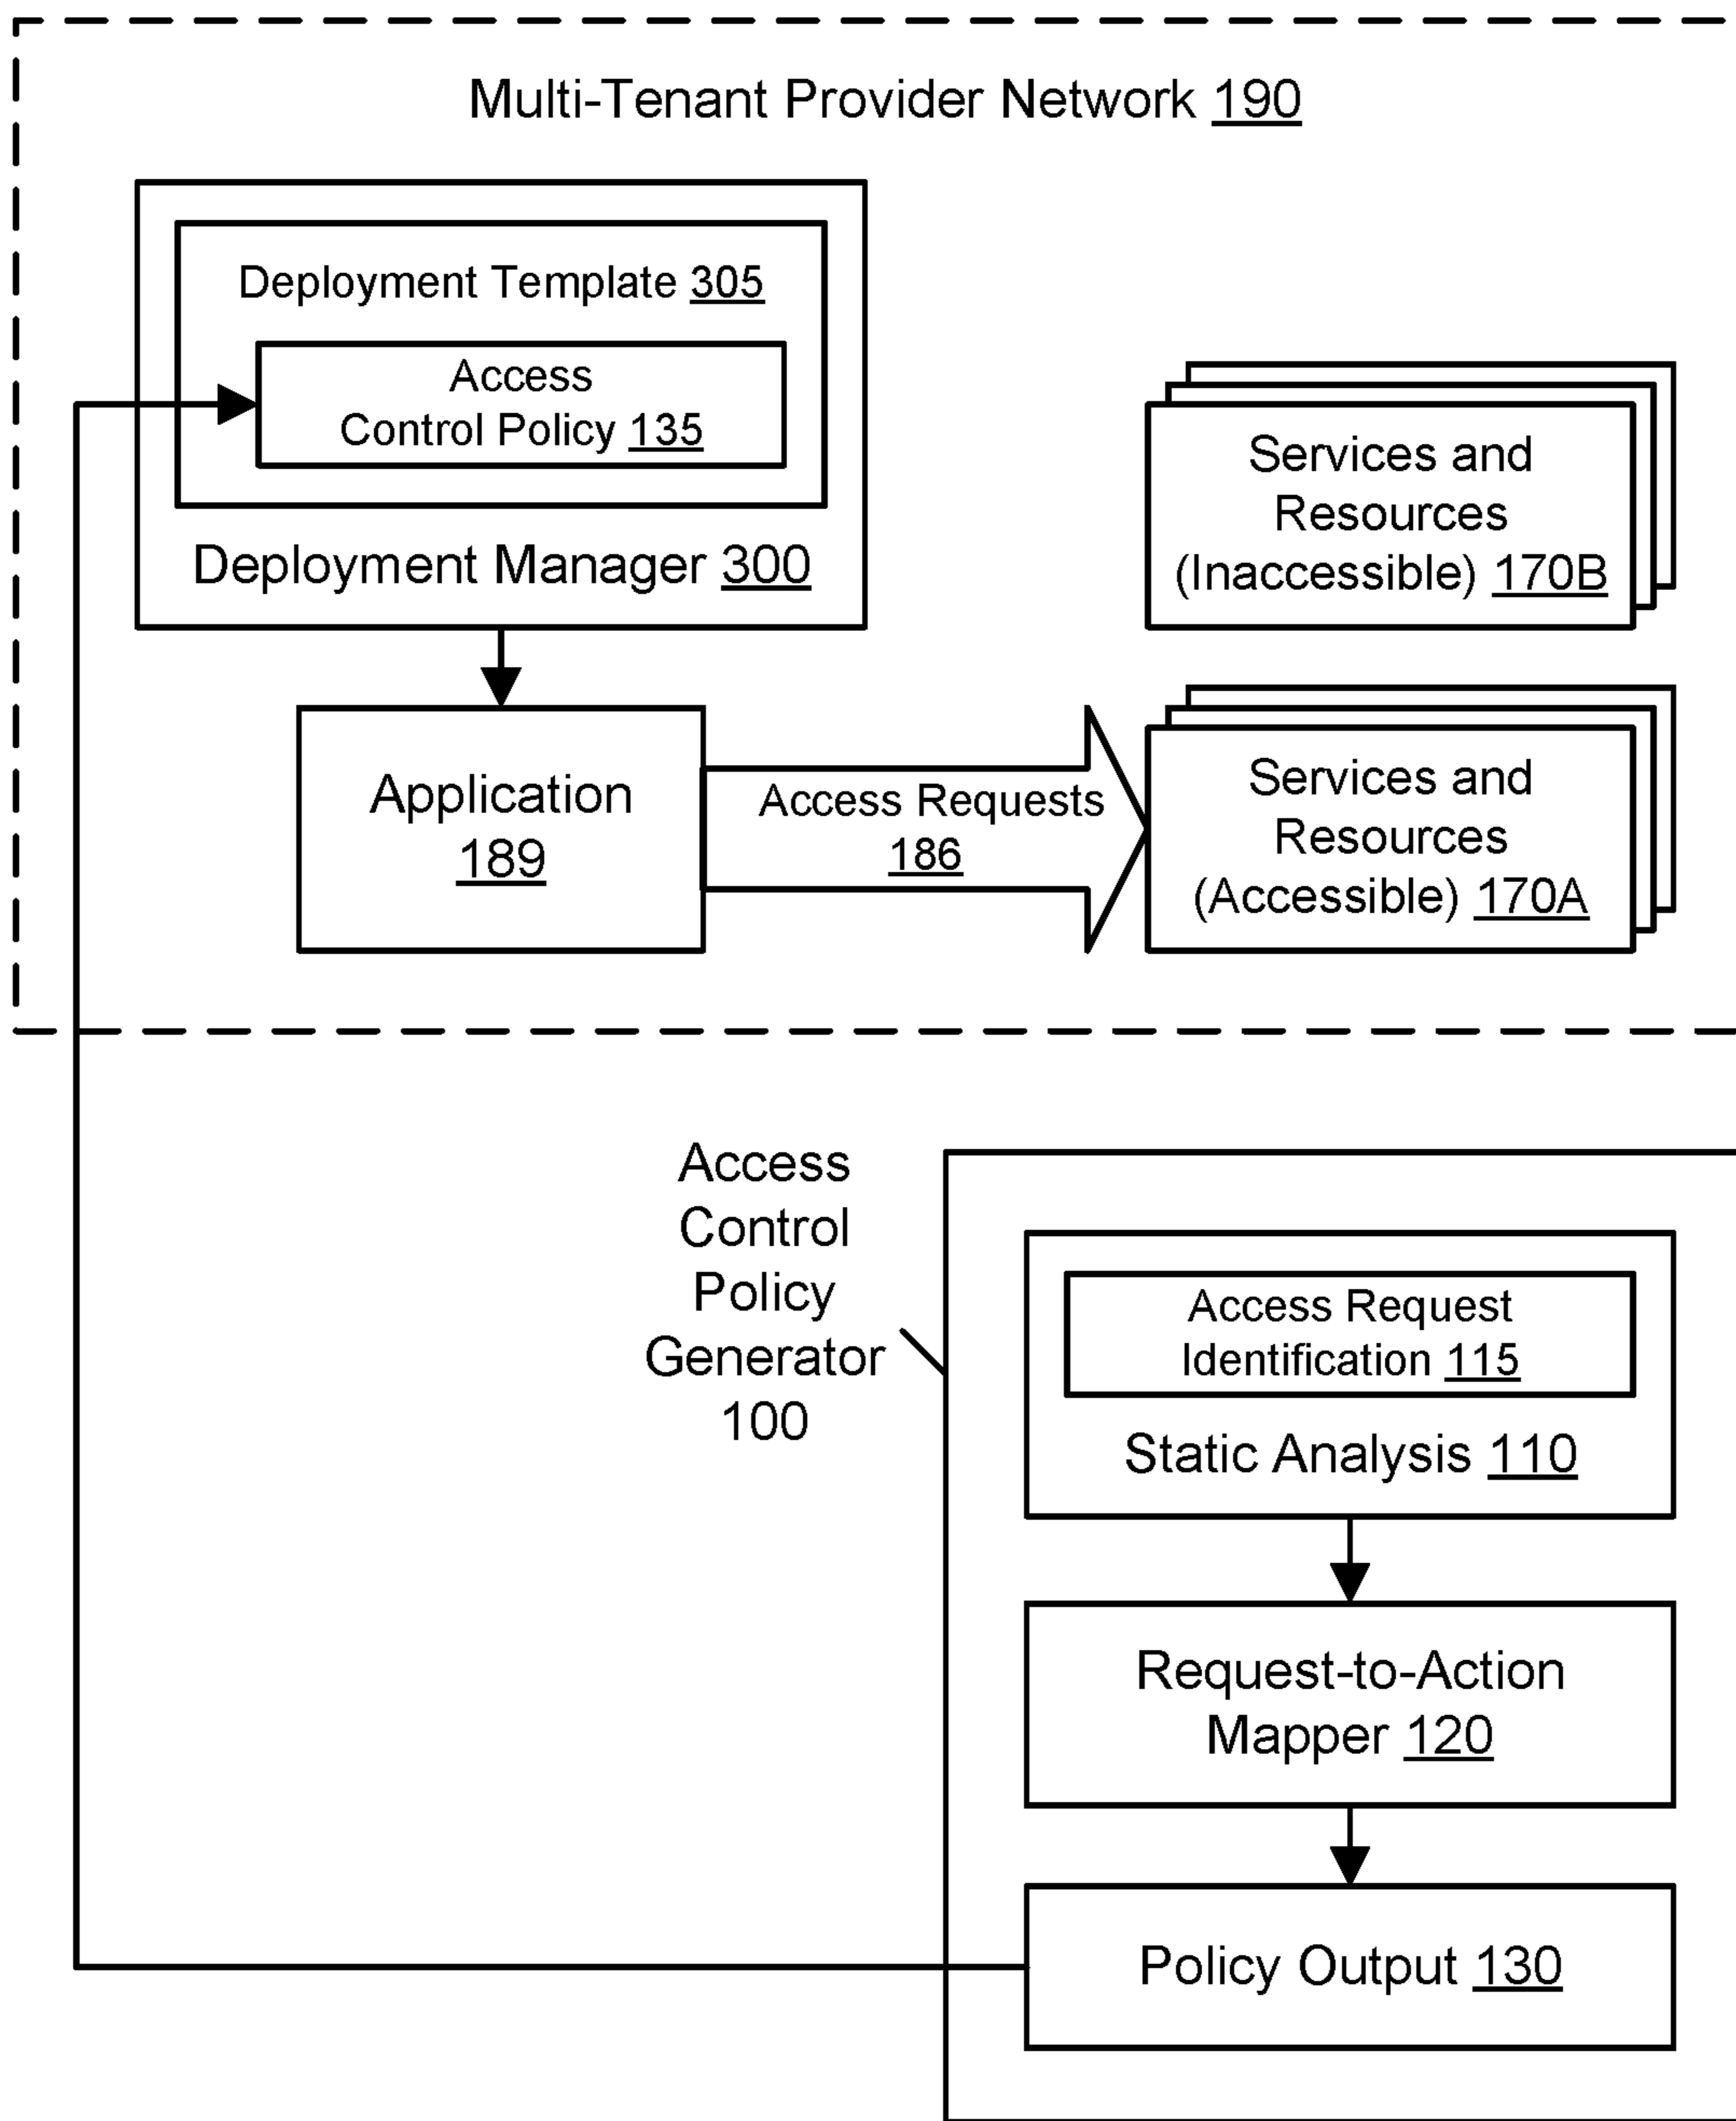 Multi-Tenant Provider Network 190
Deployment Template 305
Access
Control Policy 135
Deployment Manager 300
Services and
Resources
(Inaccessible) 170B
Application
189
Access Requests
186
Services and
Resources
(Accessible) 170A
Access
Control
Policy
Generator
100
Access Request
Identification 115
Static Analysis 110
Request-to-Action
Mapper 120
Policy Output 130